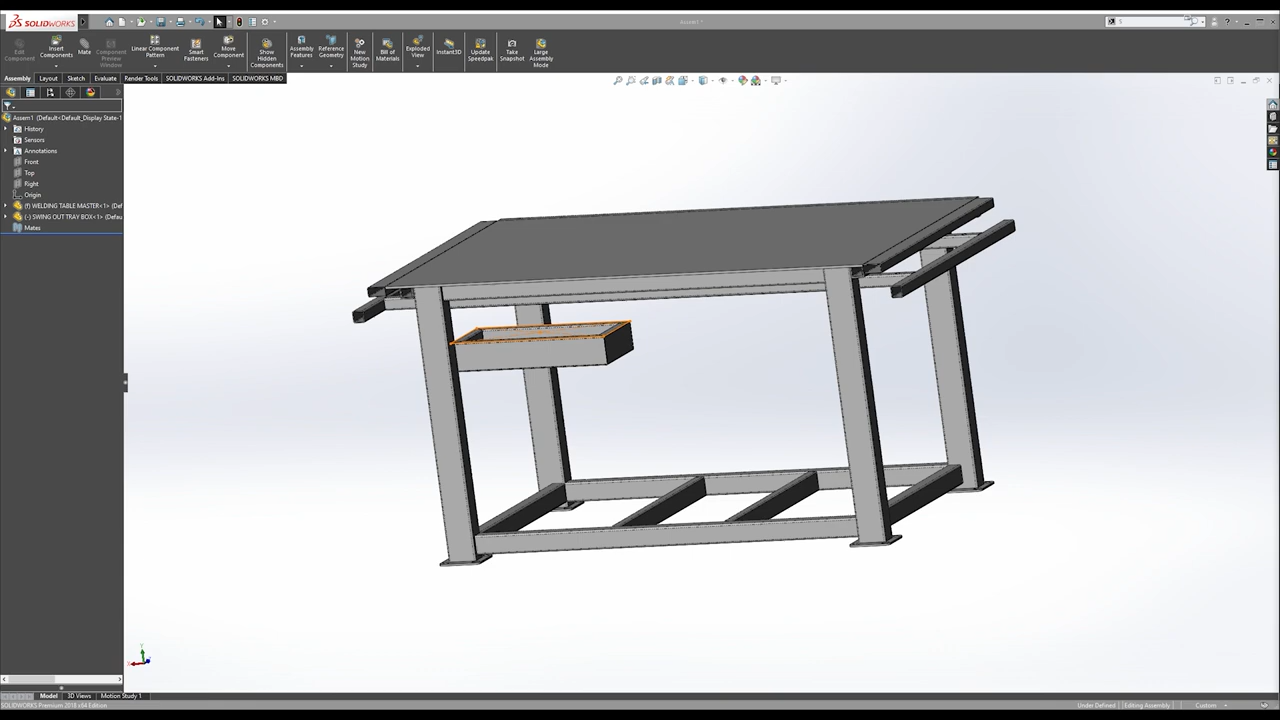 SOLIDWORKS
Assem1 *
Edit Component
Insert Components
Mate
Component Preview Window
Linear Component Pattern
Smart Fasteners
Move Component
Show Hidden Components
Assembly Features
Reference Geometry
New Motion Study
Bill of Materials
Exploded View
Instant3D
Update Speedpak
Take Snapshot
Large Assembly Mode
Assembly Layout Sketch Evaluate Render Tools SOLIDWORKS Add-Ins SOLIDWORKS MBD
Assem1 (Default<Default_Display State-1
History
Sensors
Annotations
Front
Top
Right
Origin
(f) WELDING TABLE MASTER<1> (Def
(-) SWING OUT TRAY BOX<1> (Defau
Mates
Model 3D Views Motion Study 1
SOLIDWORKS Premium 2018 x64 Edition
Under Defined Editing Assembly Custom